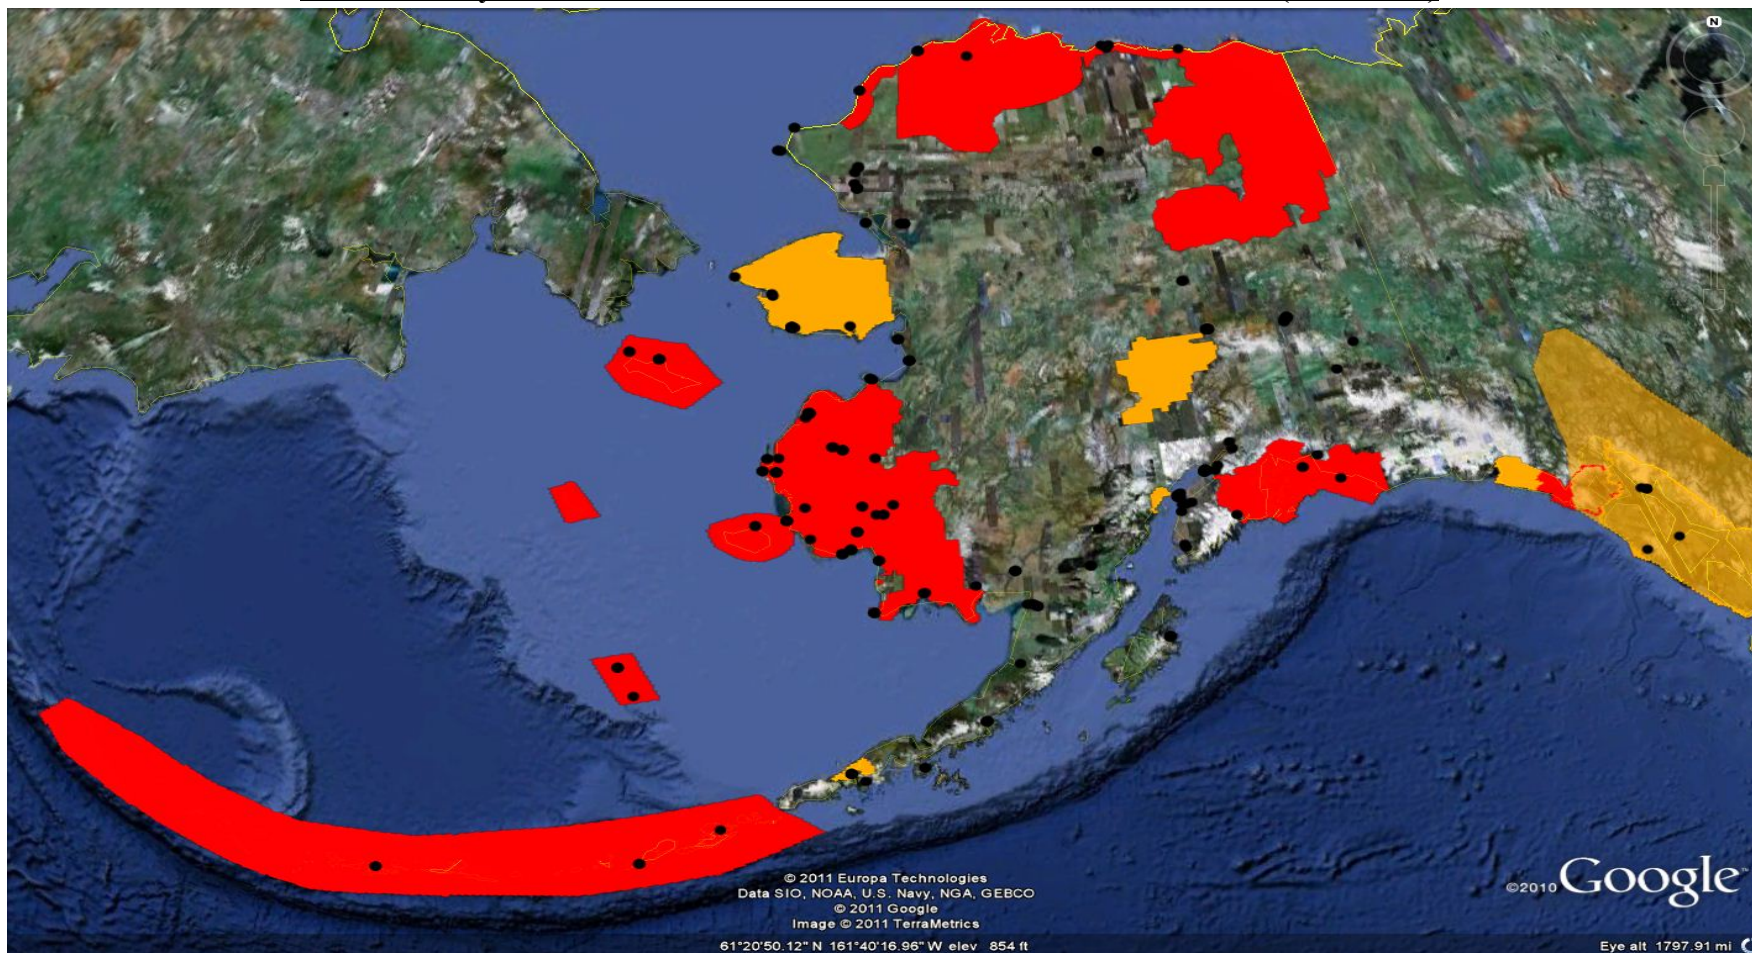 N
©2010 Google™
© 2011 Europa Technologies
Data SIO, NOAA, U.S. Navy, NGA, GEBCO
© 2011 Google
Image © 2011 TerraMetrics
61°20'50.12" N 161°40'16.96" W elev 854 ft
Eye alt 1797.91 mi